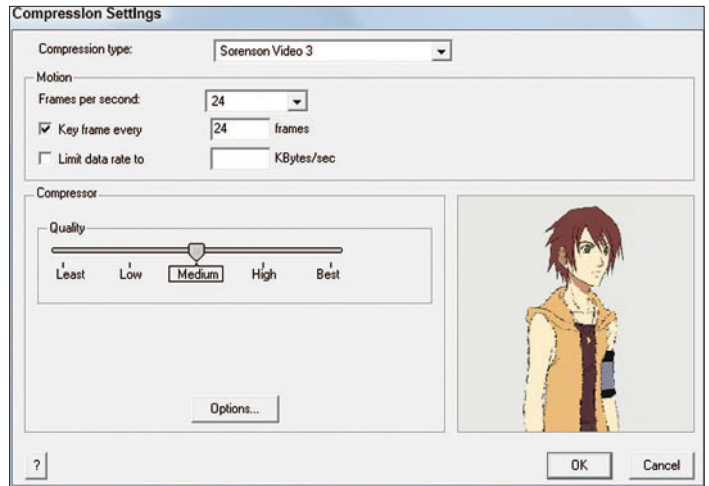 Compression Settings
Compression type: Sorenson Video 3
Motion
Frames per second: 24
Key frame every 24 frames
Limit data rate to KBytes/sec
Compressor
Quality
Least Low Medium High Best
Options...
? OK Cancel